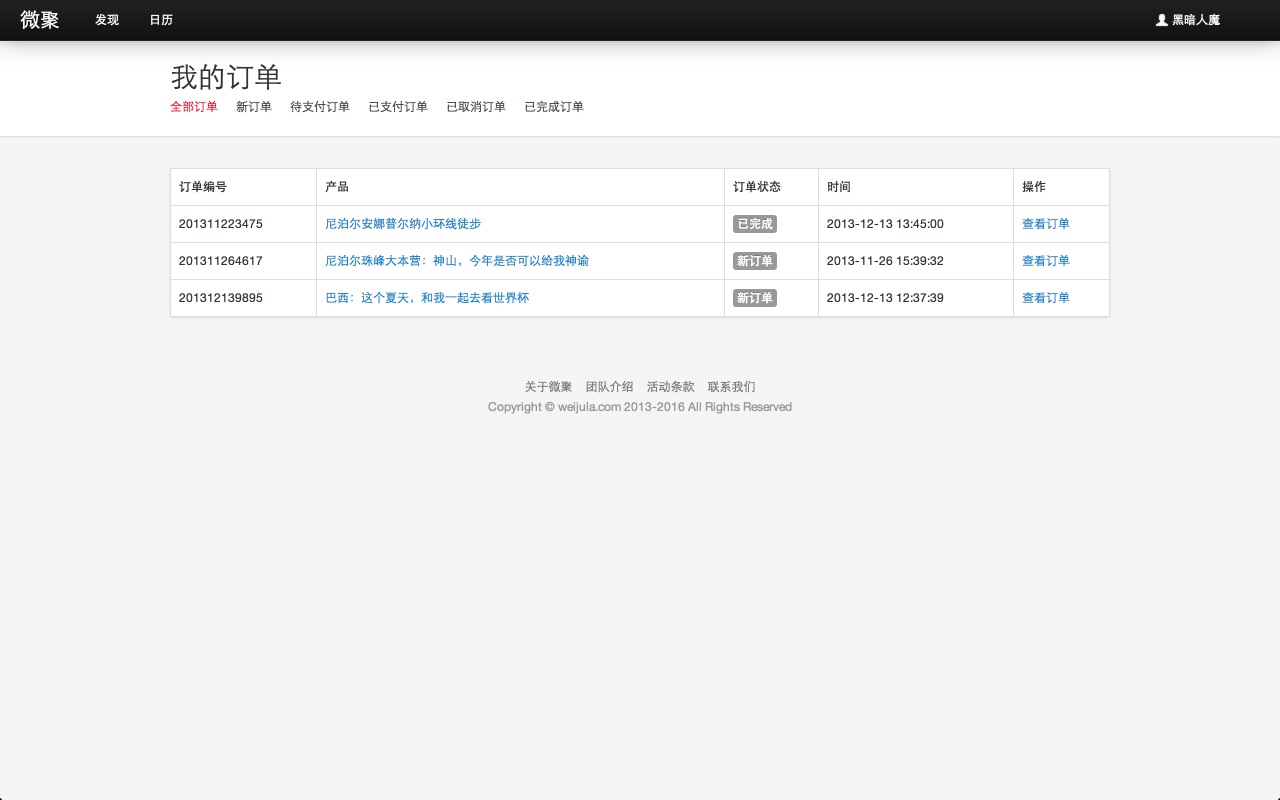 微聚 发现 日历 黑暗人魔
我的订单
全部订单 新订单 待支付订单 已支付订单 已取消订单 已完成订单
订单编号 产品 订单状态 时间 操作
201311223475 尼泊尔安娜普尔纳小环线徒步 已完成 2013-12-13 13:45:00 查看订单
201311264617 尼泊尔珠峰大本营：神山，今年是否可以给我神谕 新订单 2013-11-26 15:39:32 查看订单
201312139895 巴西：这个夏天，和我一起去看世界杯 新订单 2013-12-13 12:37:39 查看订单
关于微聚 团队介绍 活动条款 联系我们
Copyright © weijula.com 2013-2016 All Rights Reserved